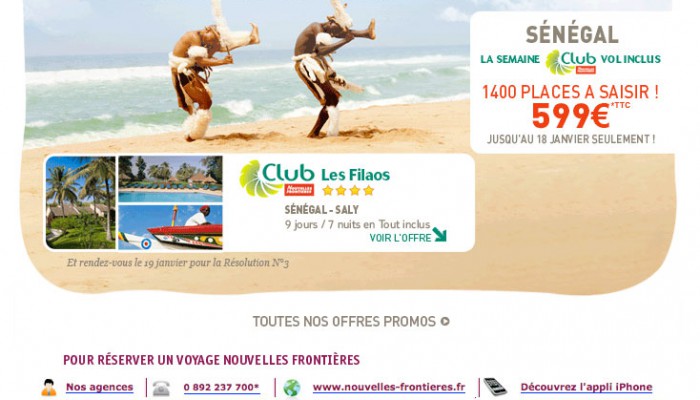 SÉNÉGAL
LA SEMAINE Club VOL INCLUS
1400 PLACES A SAISIR !
599€*TTC
JUSQU'AU 18 JANVIER SEULEMENT !
Club Les Filaos
NOUVELLES FRONTIÈRES
SÉNÉGAL - SALY
9 jours / 7 nuits en Tout inclus
VOIR L'OFFRE
Et rendez-vous le 19 janvier pour la Résolution N°3
TOUTES NOS OFFRES PROMOS
POUR RÉSERVER UN VOYAGE NOUVELLES FRONTIÈRES
Nos agences
0 892 237 700*
www.nouvelles-frontieres.fr
Découvrez l'appli iPhone